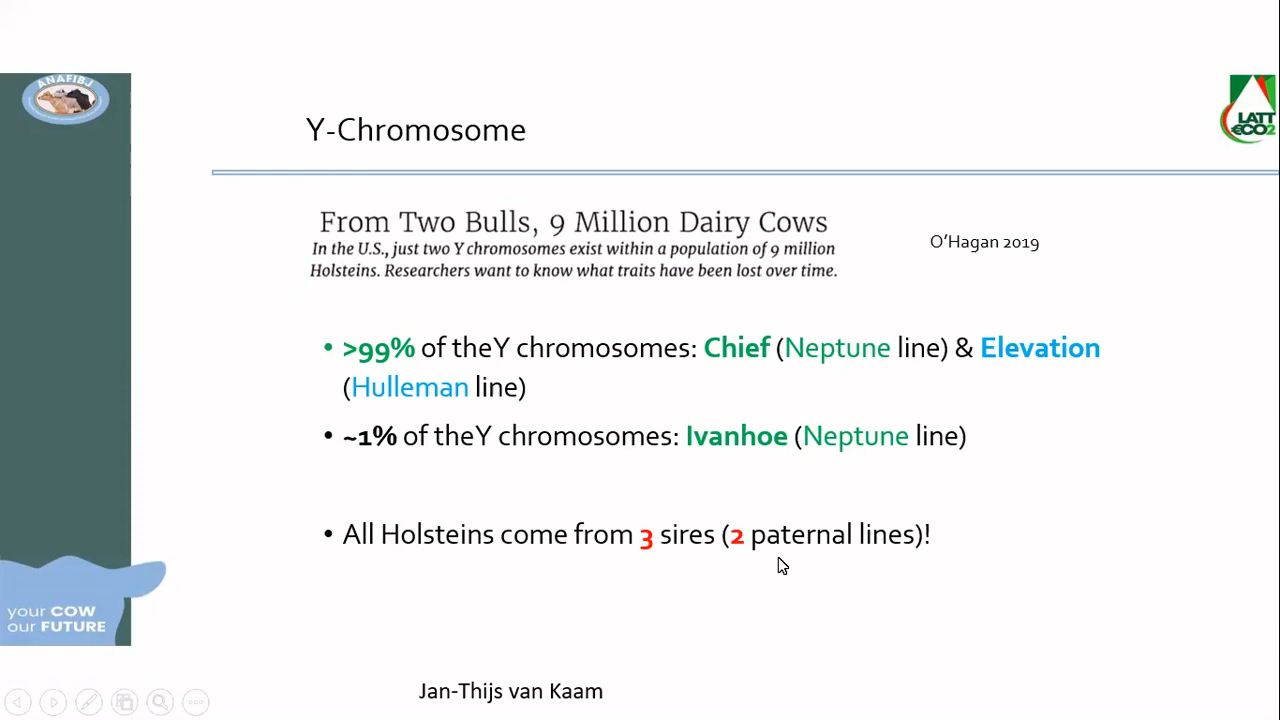 ANAFIBJ
LATT
€CO2
Y-Chromosome
From Two Bulls, 9 Million Dairy Cows
In the U.S., just two Y chromosomes exist within a population of 9 million
Holsteins. Researchers want to know what traits have been lost over time.
O'Hagan 2019
• >99% of theY chromosomes: Chief (Neptune line) & Elevation
(Hulleman line)
• ~1% of theY chromosomes: Ivanhoe (Neptune line)
• All Holsteins come from 3 sires (2 paternal lines)!
your COW
our FUTURE
Jan-Thijs van Kaam